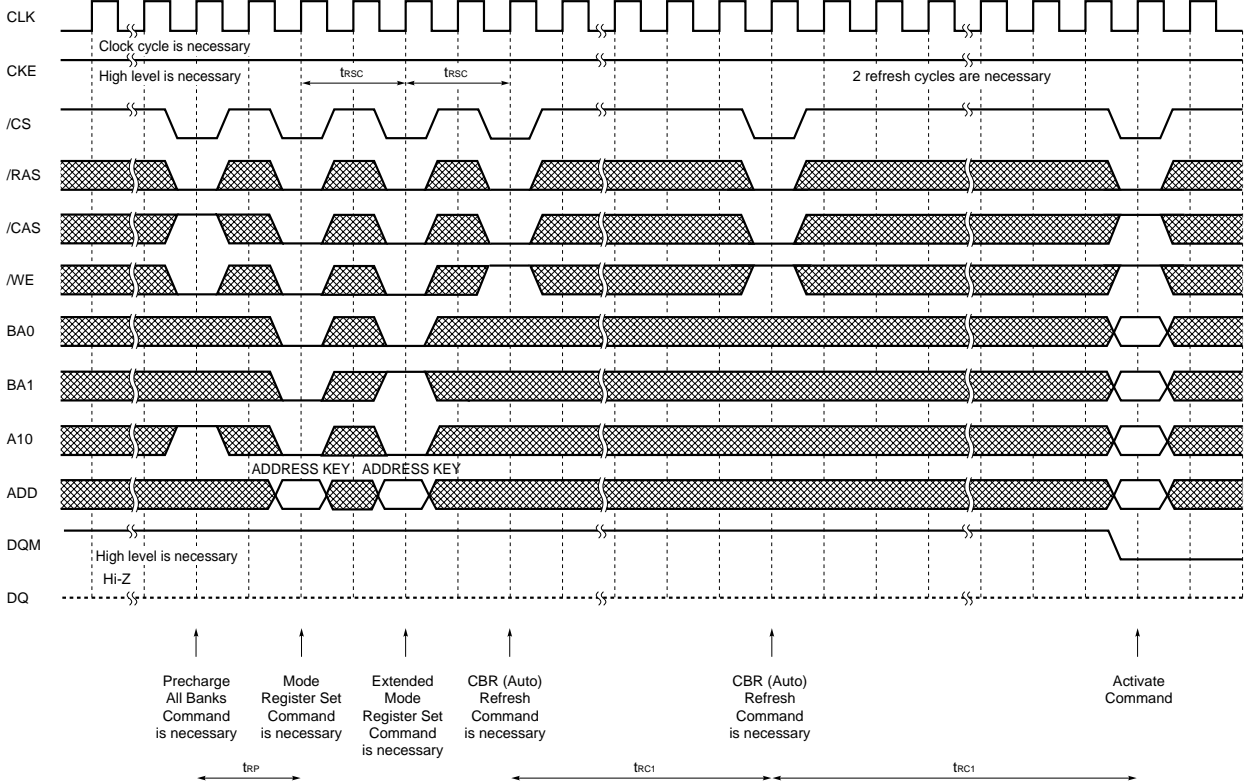 CLK
Clock cycle is necessary
CKE
High level is necessary
tRSC
tRSC
2 refresh cycles are necessary
/CS
/RAS
/CAS
/WE
BA0
BA1
A10
ADDRESS KEY
ADDRESS KEY
ADD
DQM
High level is necessary
Hi-Z
DQ
Precharge
All Banks
Command
is necessary
Mode
Register Set
Command
is necessary
Extended
Mode
Register Set
Command
is necessary
CBR (Auto)
Refresh
Command
is necessary
CBR (Auto)
Refresh
Command
is necessary
Activate
Command
tRP
tRC1
tRC1